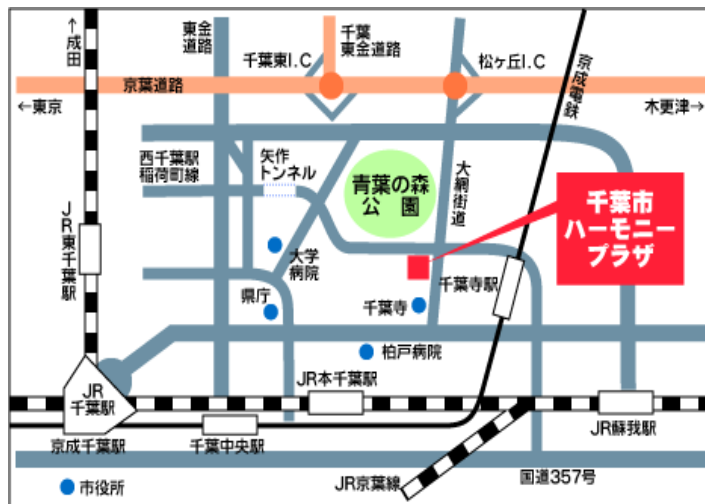 ↑成田
東金
道路
千葉
東金道路
千葉東I.C
松ヶ丘I.C
京成電鉄
京葉道路
←東京
木更津→
西千葉駅
稲荷町線
矢作
トンネル
青葉の森
公園
大網街道
千葉市
ハーモニー
プラザ
JR東千葉駅
大学
病院
千葉寺駅
県庁
千葉寺
柏戸病院
JR
千葉駅
JR本千葉駅
京成千葉駅
千葉中央駅
JR蘇我駅
市役所
JR京葉線
国道357号